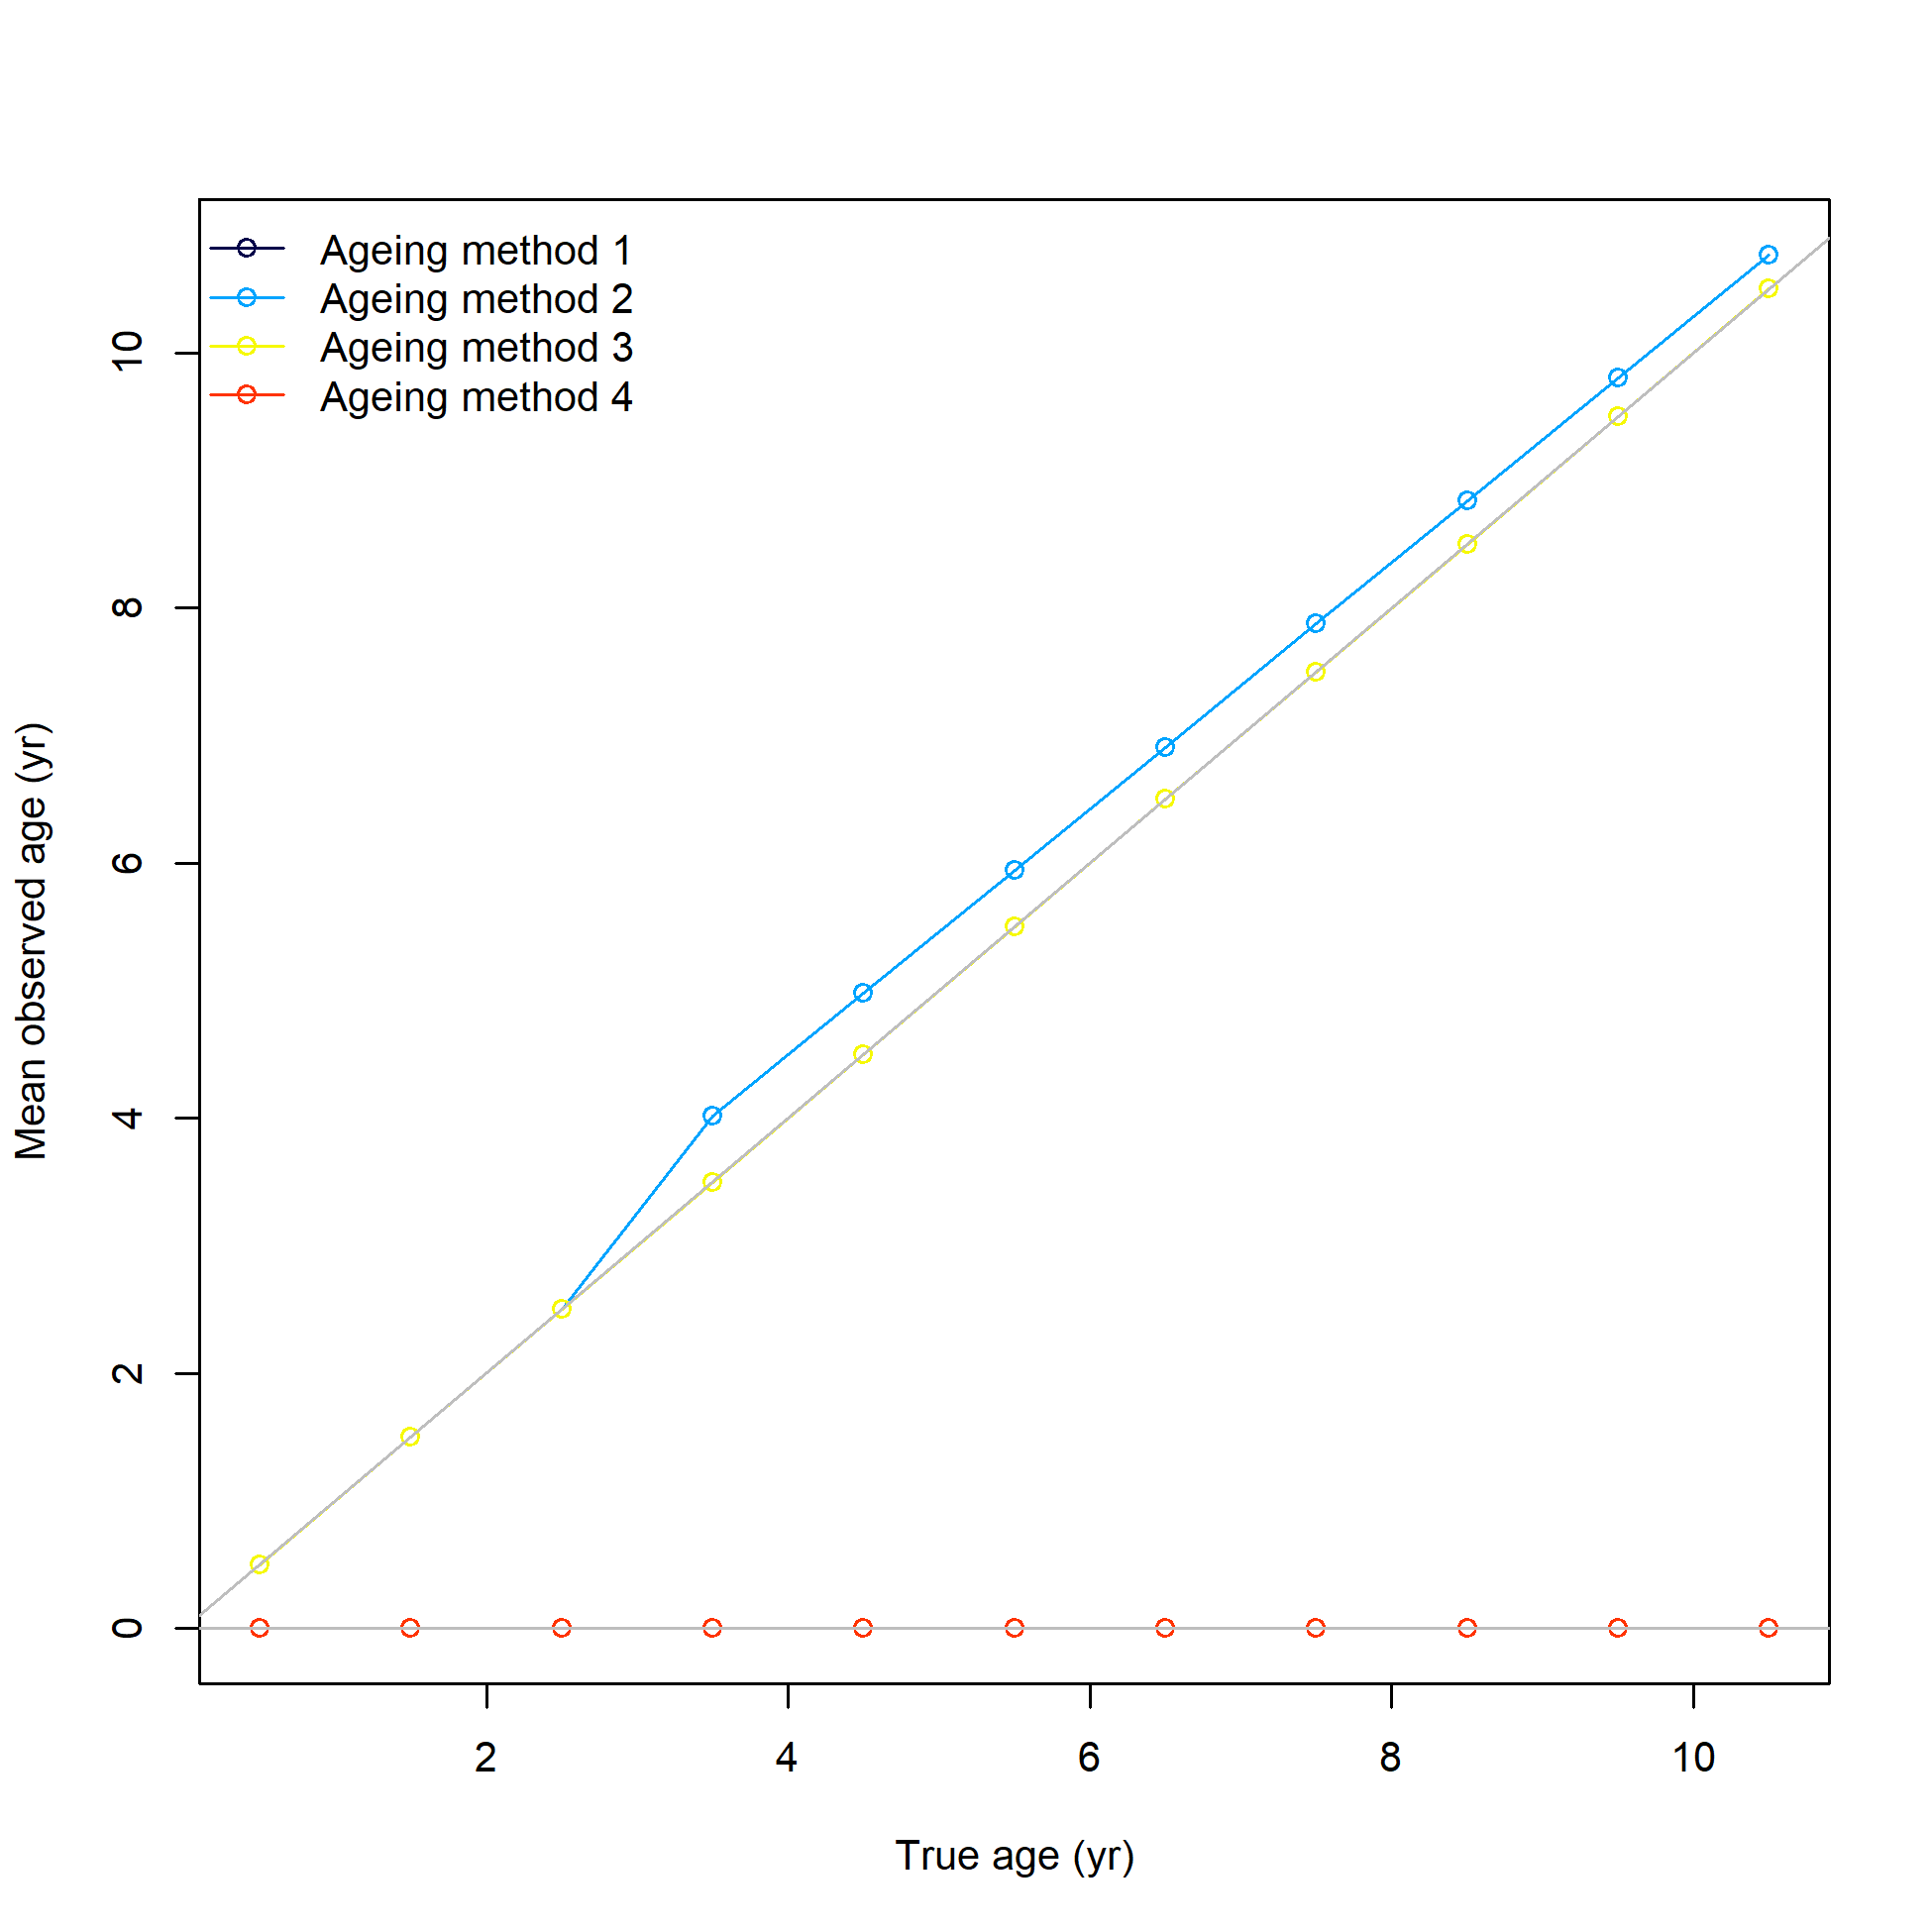 Ageing method 1
Ageing method 2
Ageing method 3
Ageing method 4
10
8
6
4
2
0
Mean observed age (yr)
2 4 6 8 10
True age (yr)